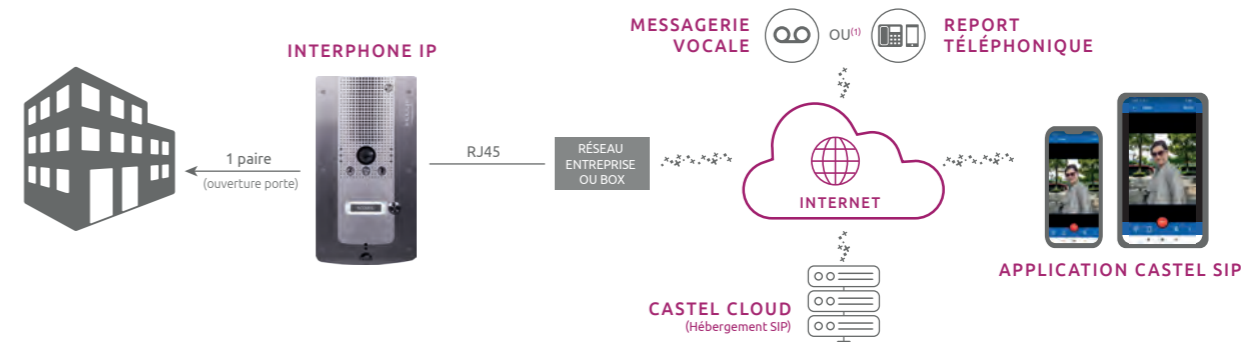 MESSAGERIE
VOCALE
OU(1)
REPORT
TÉLÉPHONIQUE
INTERPHONE IP
1 paire
(ouverture porte)
RJ45
RÉSEAU
ENTREPRISE
OU BOX
INTERNET
APPLICATION CASTEL SIP
CASTEL CLOUD
(Hébergement SIP)